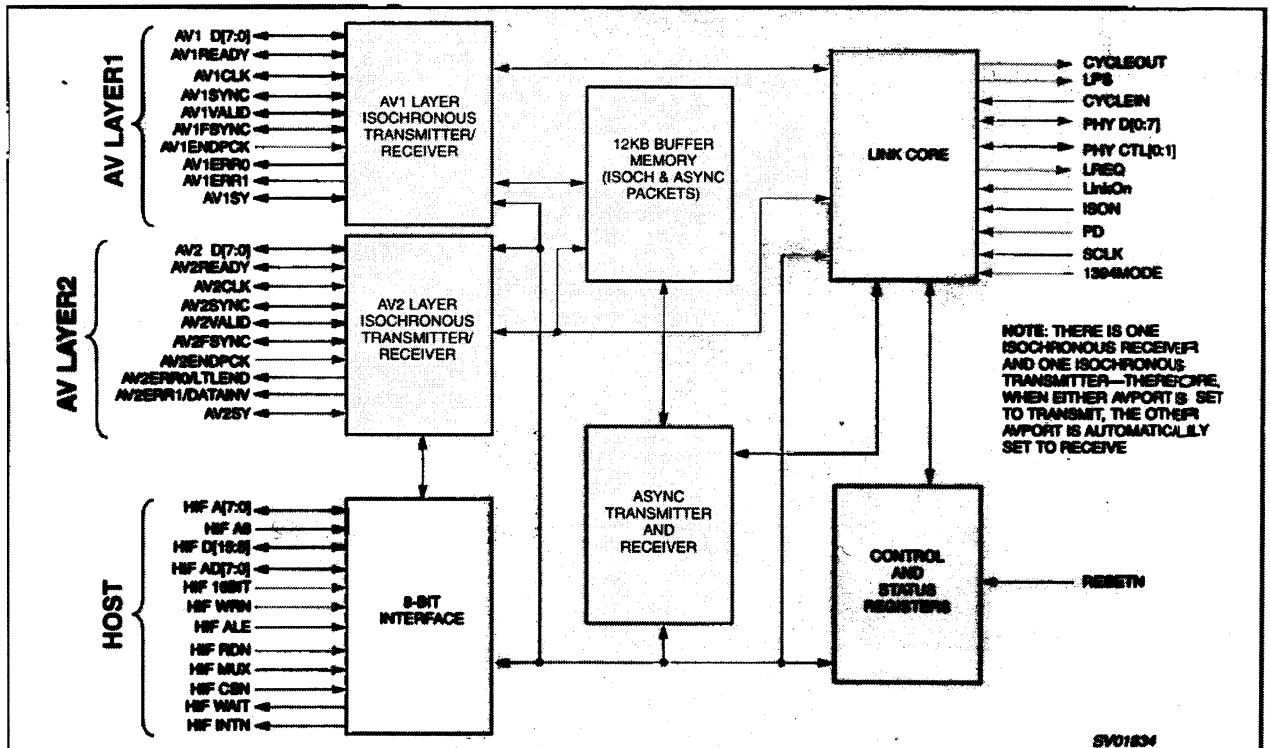 AV LAYER1
AV1 D[7:0]
AV1READY
AV1CLK
AV1SYNC
AV1VALID
AV1FSYNC
AV1ENDPCK
AV1ERR0
AV1ERR1
AV1SY
AV1 LAYER
ISOCHRONOUS
TRANSMITTER/
RECEIVER
12KB BUFFER
MEMORY
(ISOCH & ASYNC
PACKETS)
LINK CORE
CYCLEOUT
LPS
CYCLEIN
PHY D[0:7]
PHY CTL[0:1]
LREQ
LinkOn
ISON
PD
SCLK
1394MODE
AV LAYER2
AV2 D[7:0]
AV2READY
AV2CLK
AV2SYNC
AV2VALID
AV2FSYNC
AV2ENDPCK
AV2ERR0/LTLEND
AV2ERR1/DATAINV
AV2SY
AV2 LAYER
ISOCHRONOUS
TRANSMITTER/
RECEIVER
NOTE: THERE IS ONE
ISOCHRONOUS RECEIVER
AND ONE ISOCHRONOUS
TRANSMITTER—THEREFORE,
WHEN EITHER AVPORT IS SET
TO TRANSMIT, THE OTHER
AVPORT IS AUTOMATICALLY
SET TO RECEIVE
HOST
HIF A[7:0]
HIF A8
HIF D[15:8]
HIF AD[7:0]
HIF 16BIT
HIF WRN
HIF ALE
HIF RDN
HIF MUX
HIF CSN
HIF WAIT
HIF INTN
8-BIT
INTERFACE
ASYNC
TRANSMITTER
AND
RECEIVER
CONTROL
AND
STATUS
REGISTERS
RESETN
SV01834